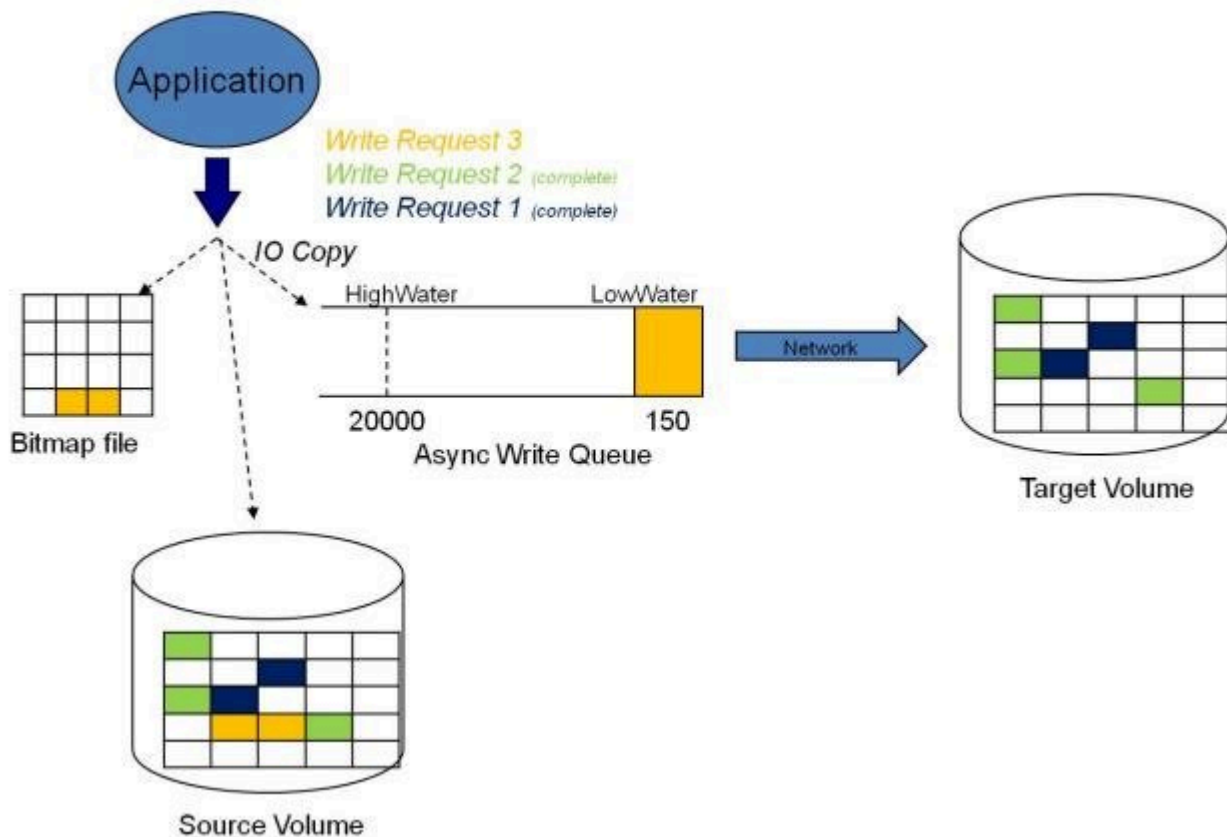 Application
Write Request 3
Write Request 2 (complete)
Write Request 1 (complete)
IO Copy
HighWater
LowWater
Network
20000
150
Async Write Queue
Bitmap file
Target Volume
Source Volume